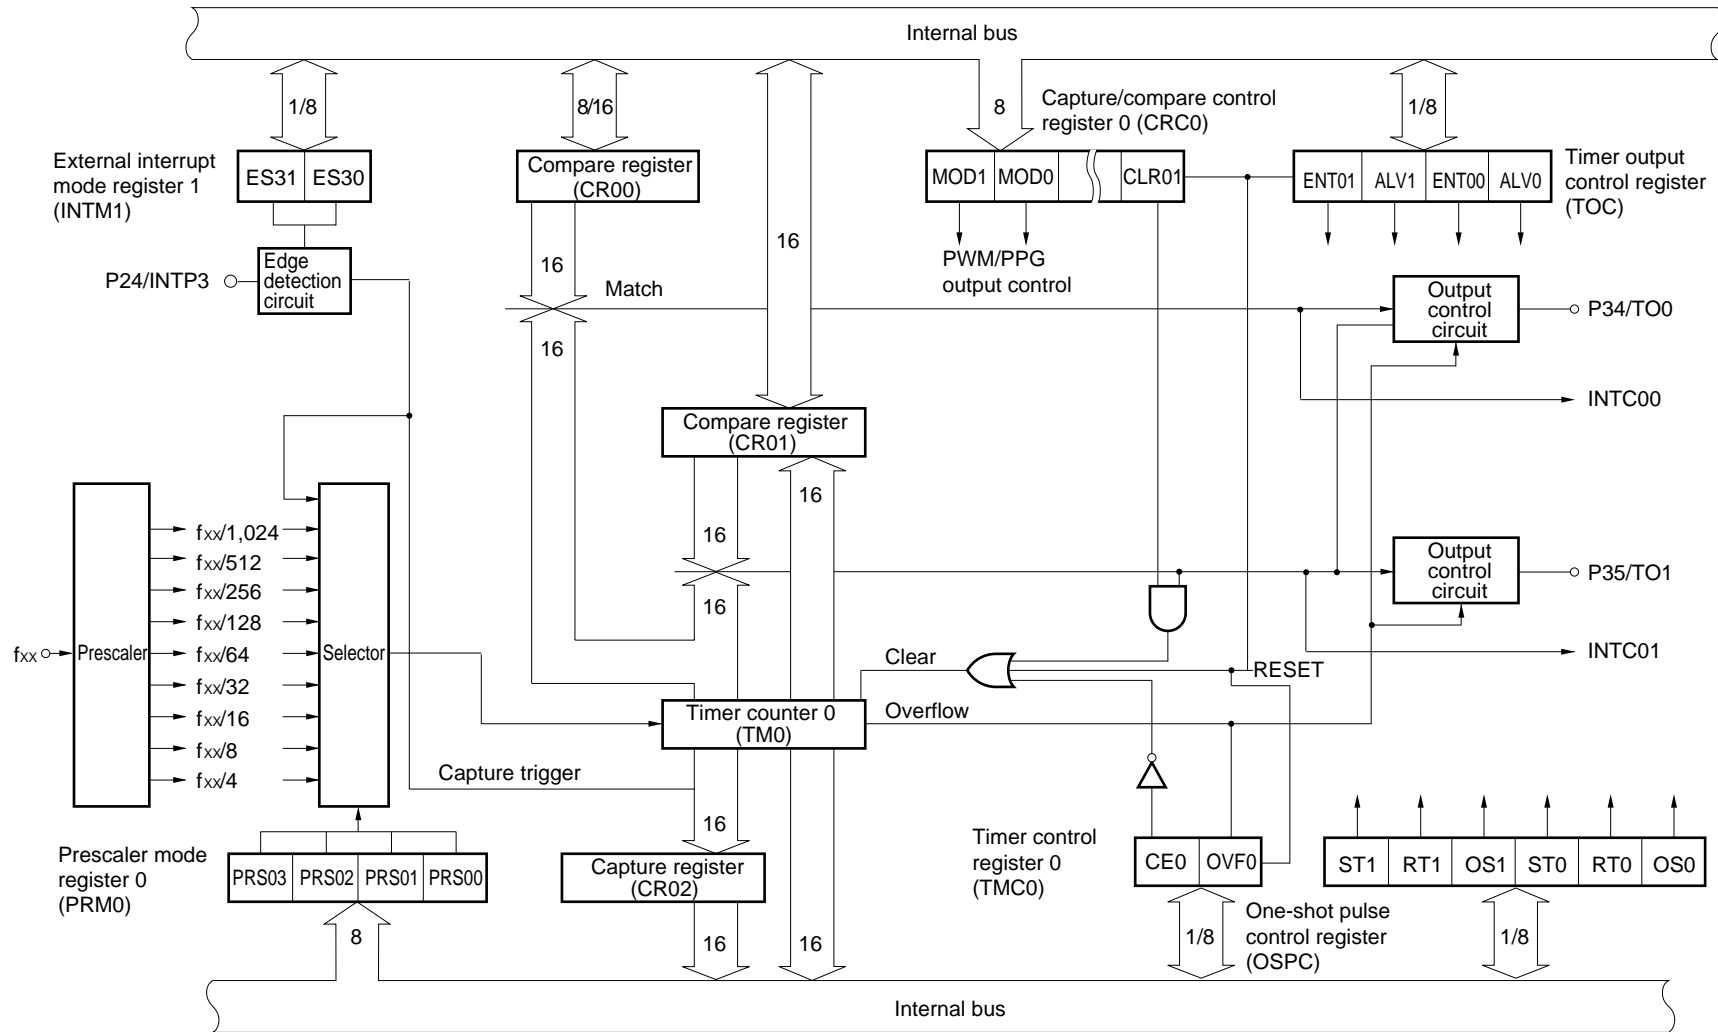 Internal bus
1/8
8/16
8
1/8
Capture/compare control
register 0 (CRC0)
External interrupt
mode register 1
(INTM1)
ES31 ES30
Compare register
(CR00)
MOD1 MOD0 CLR01
ENT01 ALV1 ENT00 ALV0
Timer output
control register
(TOC)
16
16
PWM/PPG
output control
P24/INTP3
Edge
detection
circuit
Match
Output
control
circuit
P34/TO0
16
INTC00
Compare register
(CR01)
16
16
fxx/1,024
fxx/512
fxx/256
fxx/128
fxx/64
fxx/32
fxx/16
fxx/8
fxx/4
fxx
Prescaler
Selector
Output
control
circuit
P35/TO1
16
INTC01
Clear
RESET
Timer counter 0
(TM0)
Overflow
Capture trigger
16
Prescaler mode
register 0
(PRM0)
PRS03 PRS02 PRS01 PRS00
Capture register
(CR02)
Timer control
register 0
(TMC0)
CE0 OVF0
ST1 RT1 OS1 ST0 RT0 OS0
8
16
16
1/8
One-shot pulse
control register
(OSPC)
1/8
Internal bus